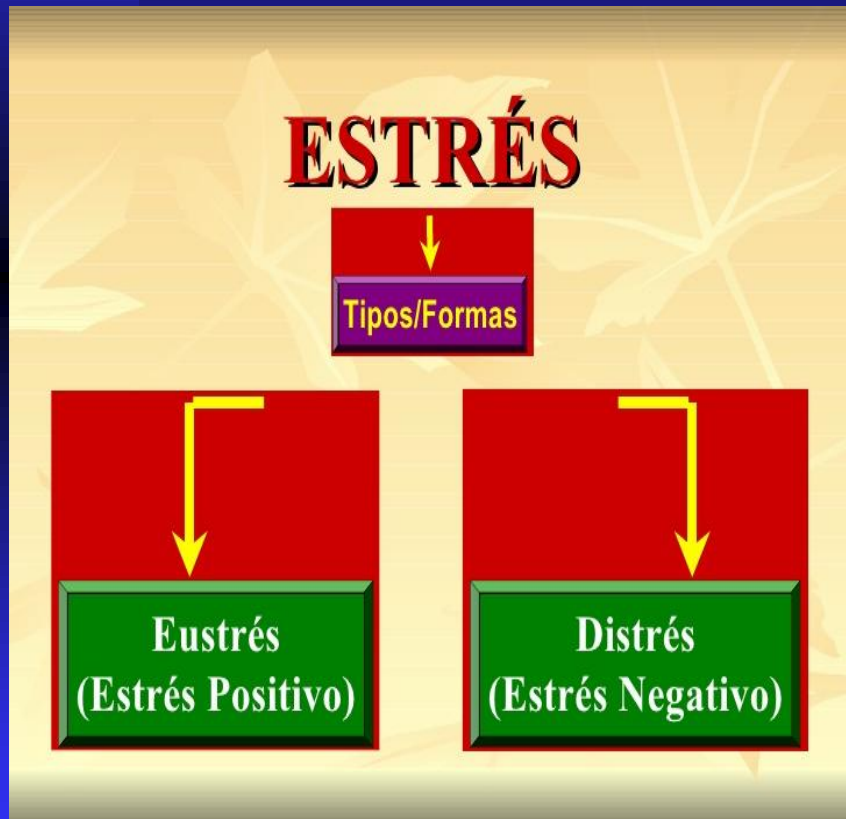 ESTRÉS
Tipos/Formas
Eustrés
(Estrés Positivo)
Distrés
(Estrés Negativo)